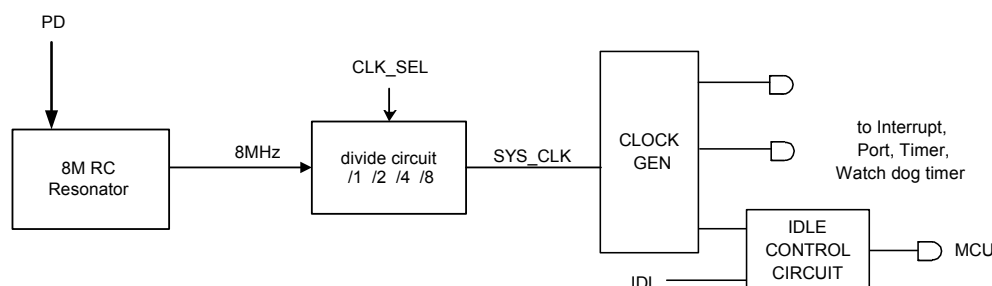 PD
CLK_SEL
8M RC
Resonator
8MHz
divide circuit
/1 /2 /4 /8
SYS_CLK
CLOCK
GEN
to Interrupt,
Port, Timer,
Watch dog timer
IDLE
CONTROL
CIRCUIT
MCU
IDL